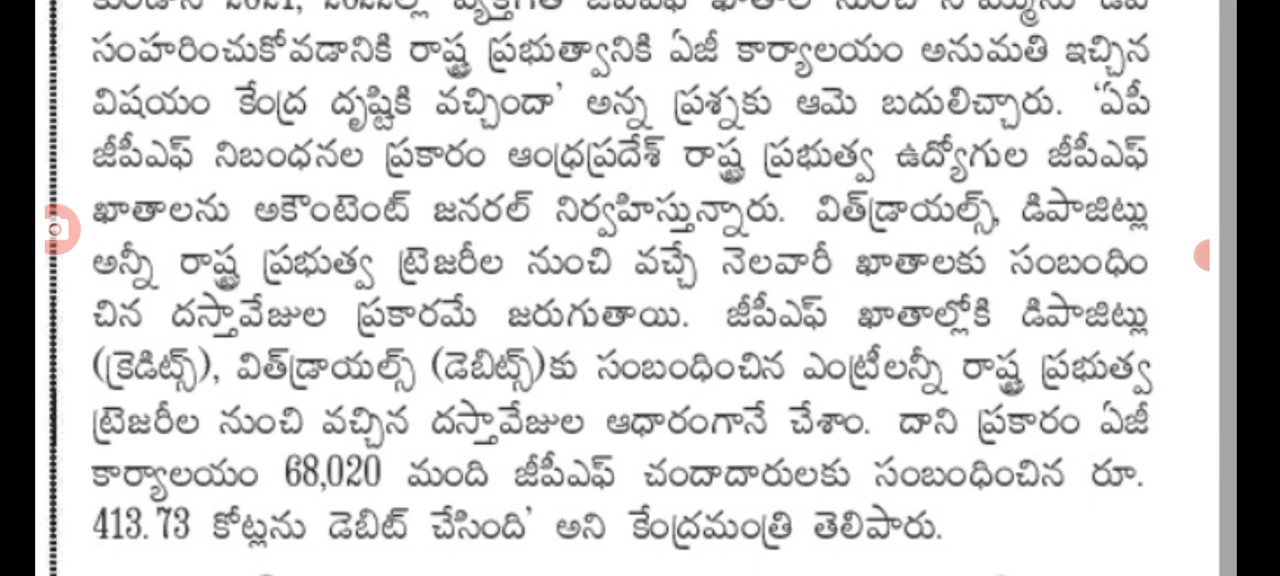 సంహరించుకోవడానికి రాష్ట్ర ప్రభుత్వానికి ఏజీ కార్యాలయం అనుమతి ఇచ్చిన
విషయం కేంద్ర దృష్టికి వచ్చిందా’ అన్న ప్రశ్నకు ఆమె బదులిచ్చారు. ‘ఏపీ
జీపీఎఫ్ నిబంధనల ప్రకారం ఆంధ్రప్రదేశ్ రాష్ట్ర ప్రభుత్వ ఉద్యోగుల జీపీఎఫ్
ఖాతాలను అకౌంటెంట్ జనరల్ నిర్వహిస్తున్నారు. విత్‌డ్రాయల్స్, డిపాజిట్లు
అన్నీ రాష్ట్ర ప్రభుత్వ ట్రెజరీల నుంచి వచ్చే నెలవారీ ఖాతాలకు సంబంధిం
చిన దస్తావేజుల ప్రకారమే జరుగుతాయి. జీపీఎఫ్ ఖాతాల్లోకి డిపాజిట్లు
(క్రెడిట్స్), విత్‌డ్రాయల్స్ (డెబిట్స్)కు సంబంధించిన ఎంట్రీలన్నీ రాష్ట్ర ప్రభుత్వ
ట్రెజరీల నుంచి వచ్చిన దస్తావేజుల ఆధారంగానే చేశాం. దాని ప్రకారం ఏజీ
కార్యాలయం 68,020 మంది జీపీఎఫ్ చందాదారులకు సంబంధించిన రూ.
413.73 కోట్లను డెబిట్ చేసింది’ అని కేంద్రమంత్రి తెలిపారు.